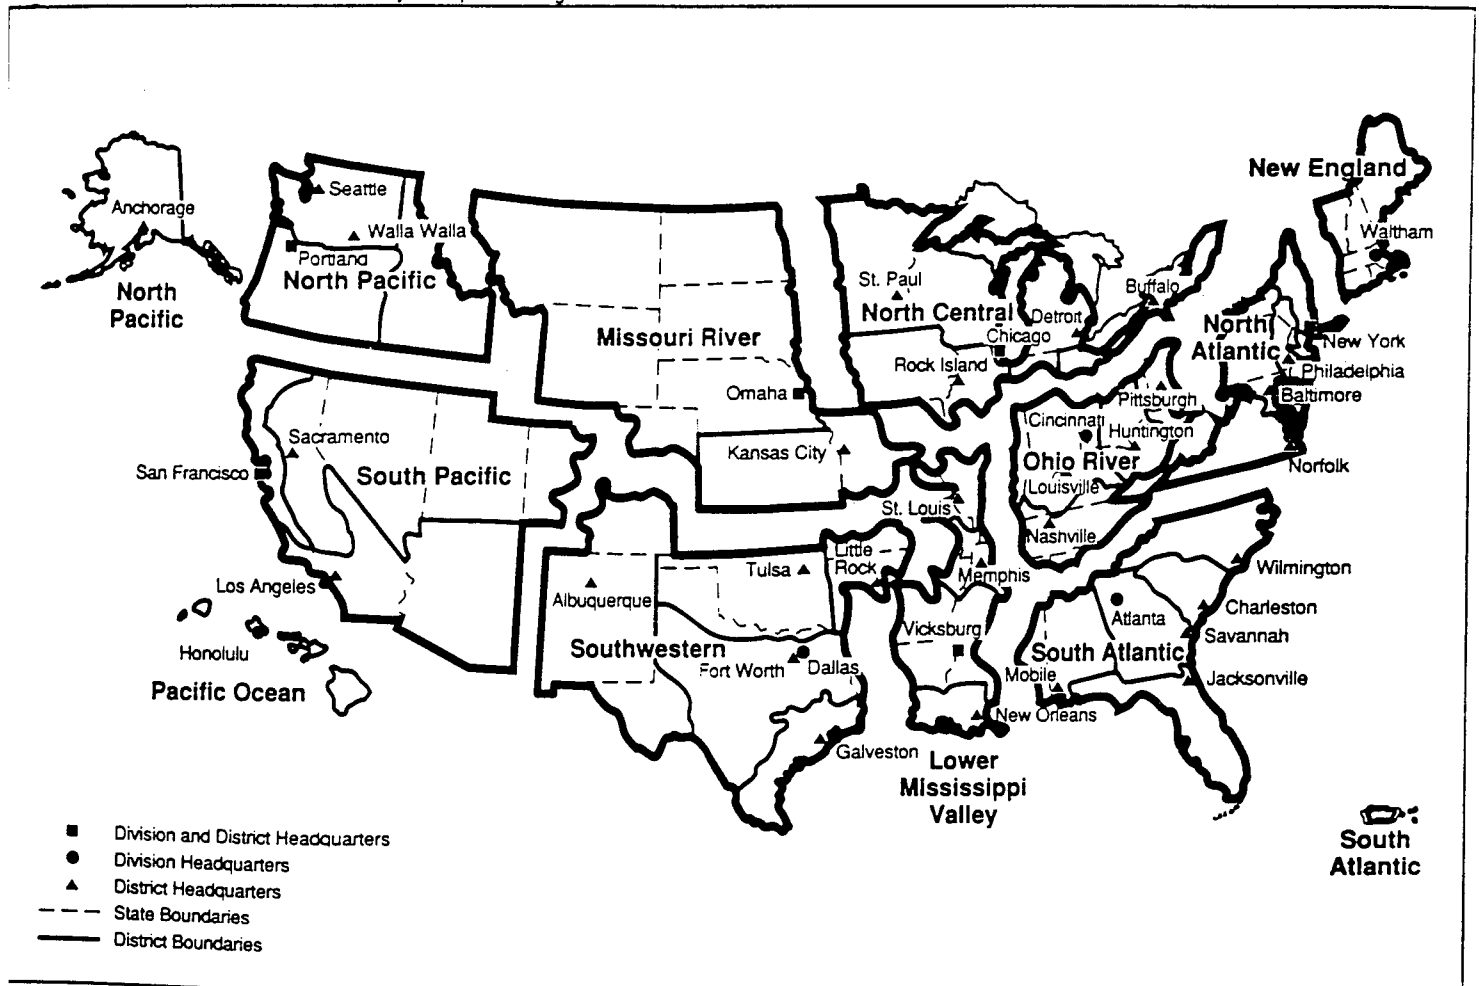 New England
Seattle
Anchorage
Walla Walla
Waltham
Portland
North Pacific
North
Pacific
St. Paul
Buffalo
North Central
Detroit
Missouri River
Chicago
North
Atlantic
New York
Rock Island
Philadelphia
Omaha
Pittsburgh
Baltimore
Cincinnati
Huntington
Sacramento
Kansas City
Ohio River
Norfolk
San Francisco
South Pacific
Louisville
St. Louis
Nashville
Little
Rock
Tulsa
Memphis
Wilmington
Los Angeles
Albuquerque
Atlanta
Charleston
Vicksburg
Savannah
Honolulu
Southwestern
South Atlantic
Fort Worth
Dallas
Mobile
Jacksonville
Pacific Ocean
New Orleans
Galveston
Lower
Mississippi
Valley
South
Atlantic
Division and District Headquarters
Division Headquarters
District Headquarters
State Boundaries
District Boundaries